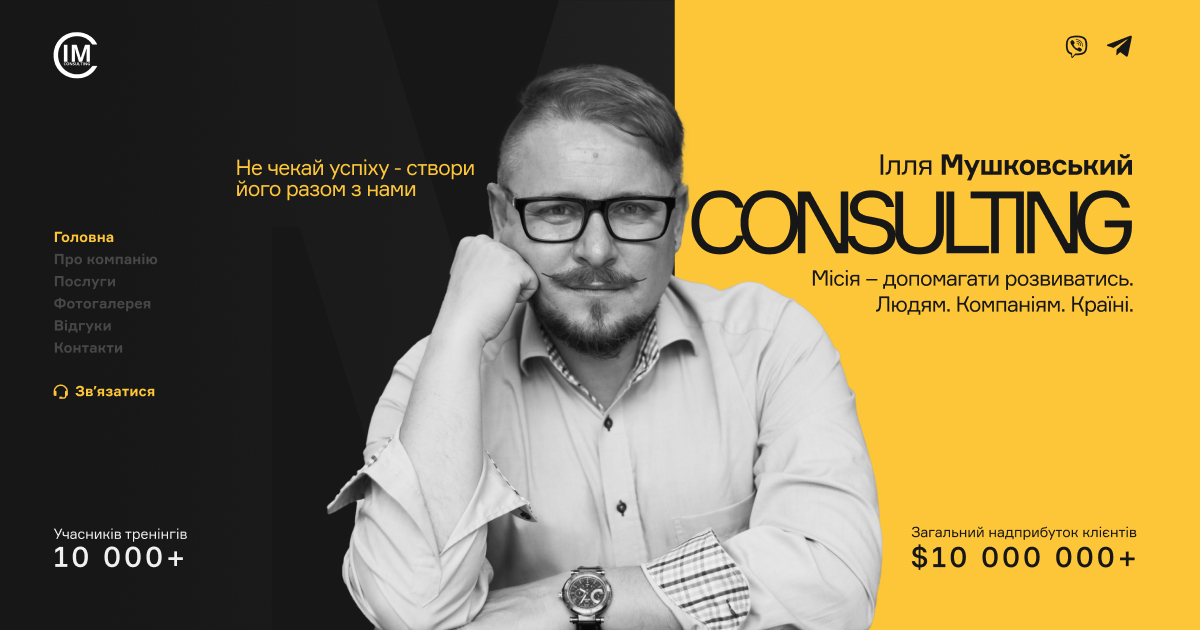 IM
CONSULTING
Не чекай успіху - створи
його разом з нами
Головна
Про компанію
Послуги
Фотогалерея
Відгуки
Контакти
Зв’язатися
Учасників тренінгів
10 000+
Ілля Мушковський
CONSULTING
Місія – допомагати розвиватись.
Людям. Компаніям. Країні.
Загальний надприбуток клієнтів
$10 000 000+